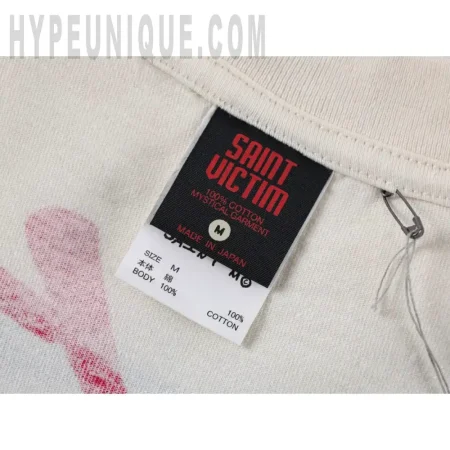 HYPEUNIQUE.COM
SAINT
VICTIM
100% COTTON
MYSTICAL GARMENT
M
MADE IN JAPAN
SIZE M
本体 綿
BODY 100%
100%
COTTON